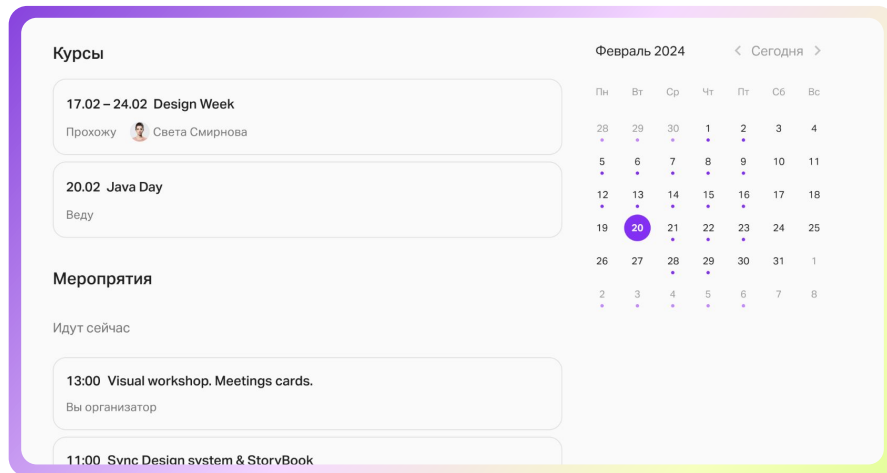 Курсы
17.02 – 24.02 Design Week
Прохожу Света Смирнова
20.02 Java Day
Веду
Меропрятия
Идут сейчас
13:00 Visual workshop. Meetings cards.
Вы организатор
11:00 Sync Design system & StoryBook
Февраль 2024 < Сегодня >
Пн Вт Ср Чт Пт Сб Вс
28 29 30 1 2 3 4
5 6 7 8 9 10 11
12 13 14 15 16 17 18
19 20 21 22 23 24 25
26 27 28 29 30 31 1
2 3 4 5 6 7 8